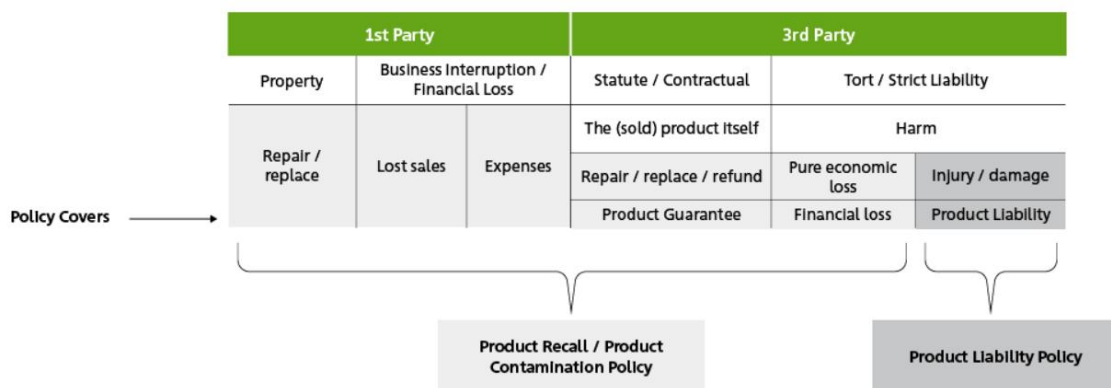 1st Party
3rd Party
Property
Business Interruption /
Financial Loss
Statute / Contractual
Tort / Strict Liability
Repair /
replace
Lost sales
Expenses
The (sold) product itself
Harm
Repair / replace / refund
Pure economic
loss
Injury / damage
Policy Covers
Product Guarantee
Financial loss
Product Liability
Product Recall / Product
Contamination Policy
Product Liability Policy